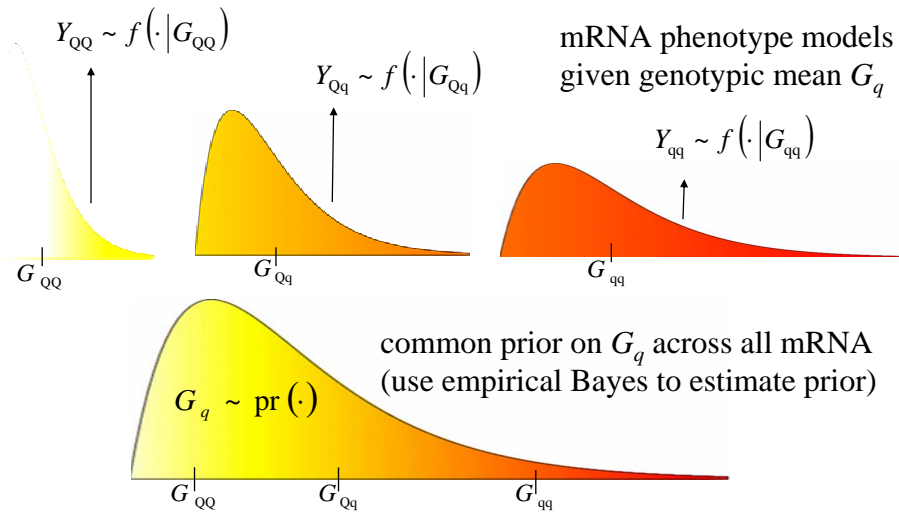 Y_QQ ~ f(·|G_QQ)
Y_Qq ~ f(·|G_Qq)
mRNA phenotype models
given genotypic mean G_q
Y_qq ~ f(·|G_qq)
G_QQ
G_Qq
G_qq
common prior on G_q across all mRNA
(use empirical Bayes to estimate prior)
G_q ~ pr(·)
G_QQ
G_Qq
G_qq